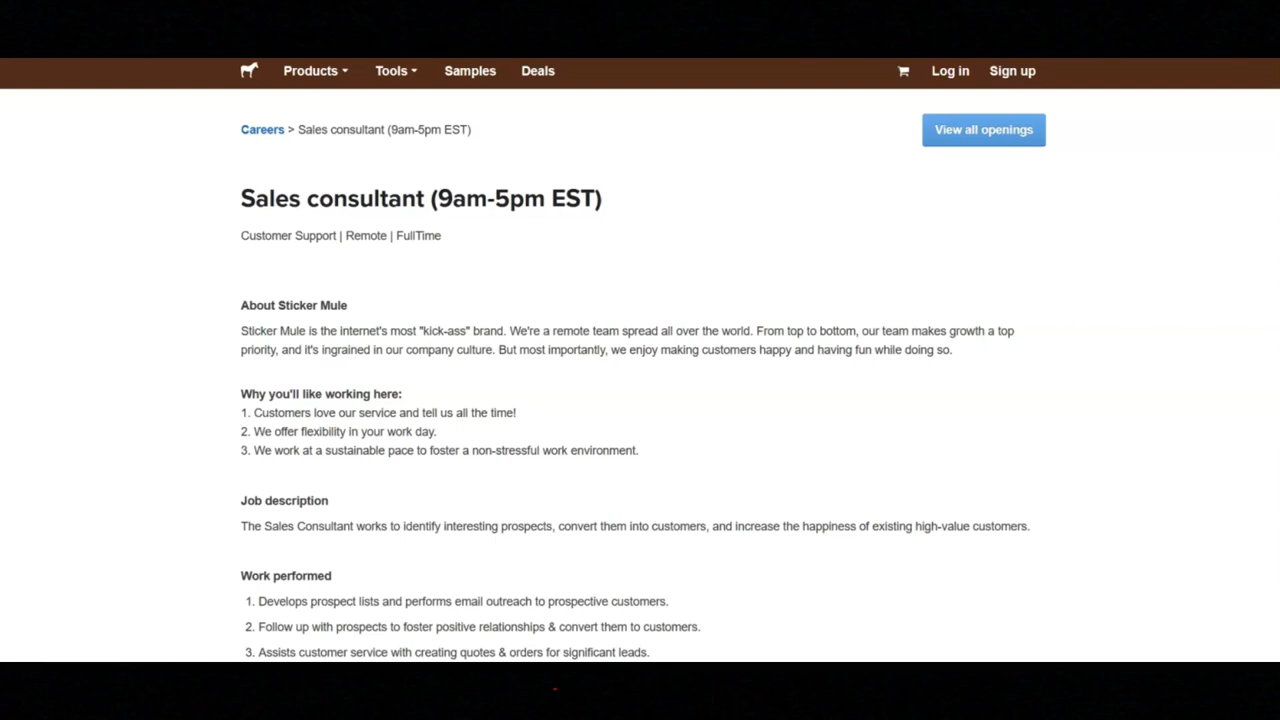 Products Tools Samples Deals Log in Sign up
Careers > Sales consultant (9am-5pm EST) View all openings
Sales consultant (9am-5pm EST)
Customer Support | Remote | FullTime
About Sticker Mule
Sticker Mule is the internet's most "kick-ass" brand. We're a remote team spread all over the world. From top to bottom, our team makes growth a top
priority, and it's ingrained in our company culture. But most importantly, we enjoy making customers happy and having fun while doing so.
Why you'll like working here:
1. Customers love our service and tell us all the time!
2. We offer flexibility in your work day.
3. We work at a sustainable pace to foster a non-stressful work environment.
Job description
The Sales Consultant works to identify interesting prospects, convert them into customers, and increase the happiness of existing high-value customers.
Work performed
1. Develops prospect lists and performs email outreach to prospective customers.
2. Follow up with prospects to foster positive relationships & convert them to customers.
3. Assists customer service with creating quotes & orders for significant leads.